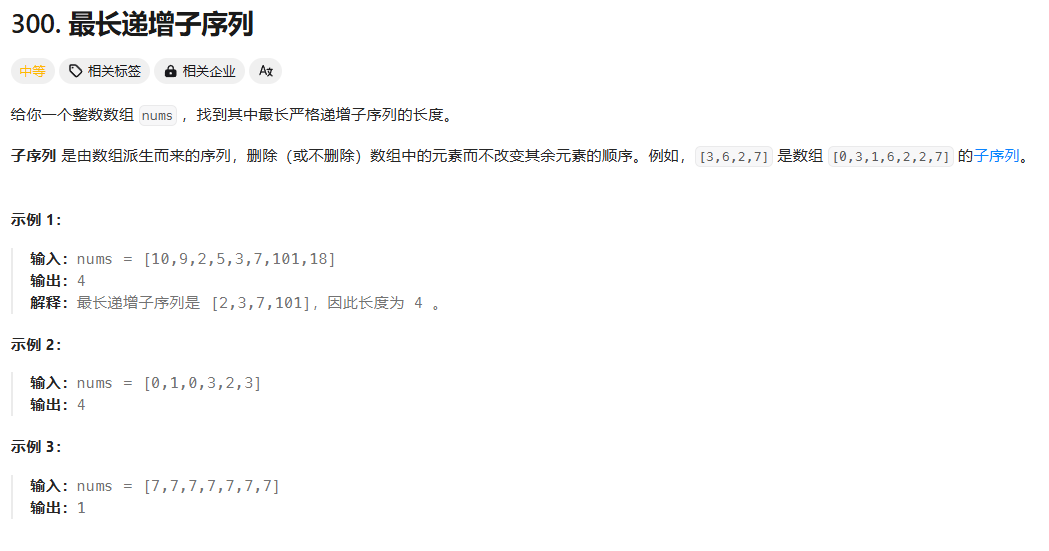 300. 最长递增子序列
中等 相关标签 相关企业 Aあ
给你一个整数数组 nums ，找到其中最长严格递增子序列的长度。
子序列 是由数组派生而来的序列，删除（或不删除）数组中的元素而不改变其余元素的顺序。例如，[3,6,2,7] 是数组 [0,3,1,6,2,2,7] 的子序列。
示例 1：
输入：nums = [10,9,2,5,3,7,101,18]
输出：4
解释：最长递增子序列是 [2,3,7,101]，因此长度为 4 。
示例 2：
输入：nums = [0,1,0,3,2,3]
输出：4
示例 3：
输入：nums = [7,7,7,7,7,7,7]
输出：1